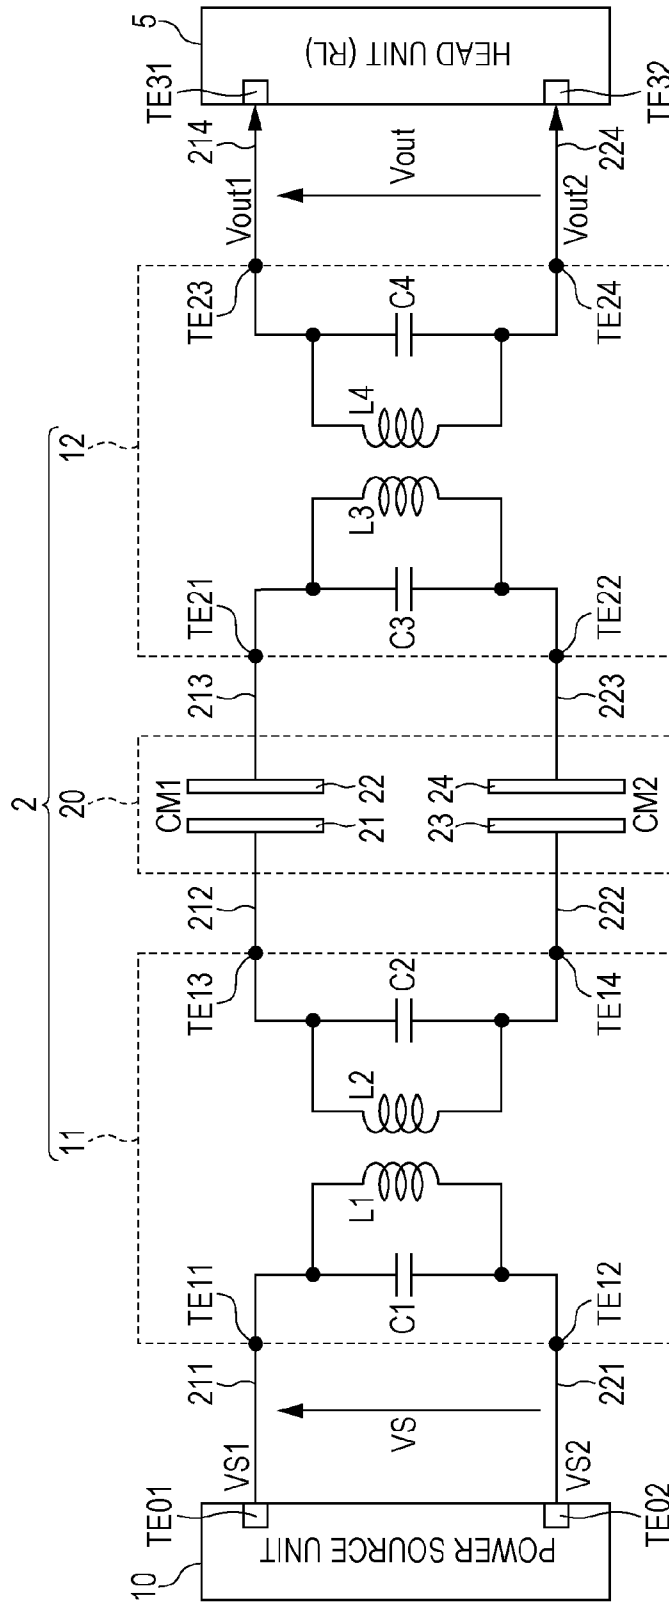 2
11
20
12
10
TE01
VS1
211
TE11
TE13
212
CM1
213
TE21
TE23
Vout1
214
TE31
5
21
22
POWER SOURCE UNIT
VS
C1
L1
L2
C2
C3
L3
L4
C4
Vout
HEAD UNIT (RL)
23
24
TE02
VS2
221
TE12
TE14
222
CM2
223
TE22
TE24
Vout2
224
TE32